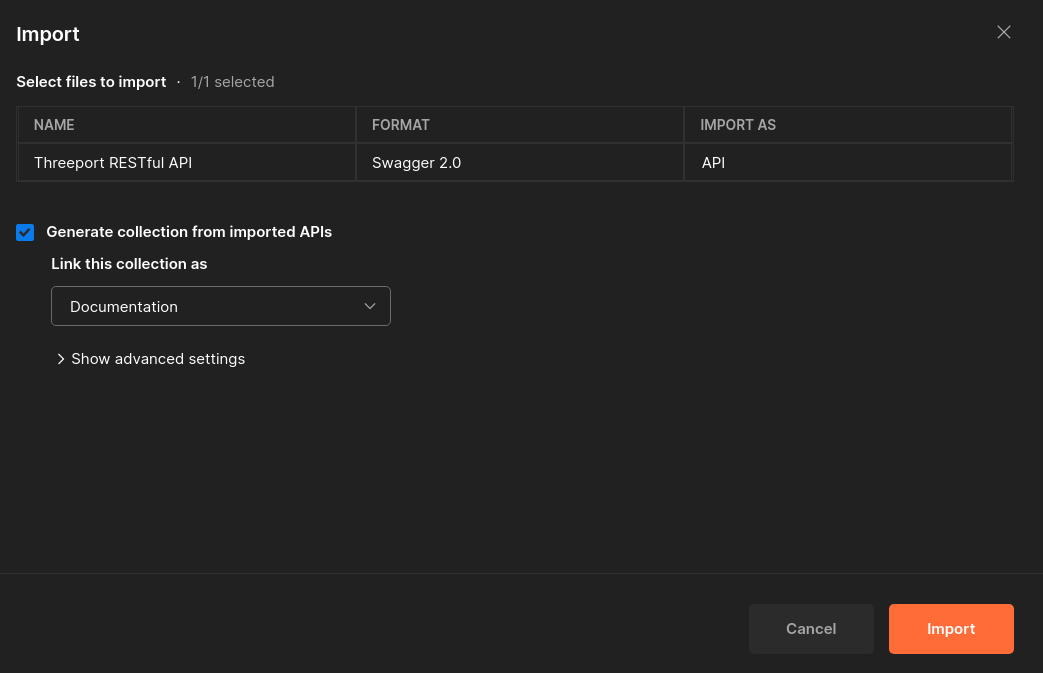 Import
Select files to import · 1/1 selected
NAME FORMAT IMPORT AS
Threeport RESTful API Swagger 2.0 API
Generate collection from imported APIs
Link this collection as
Documentation
Show advanced settings
Cancel Import